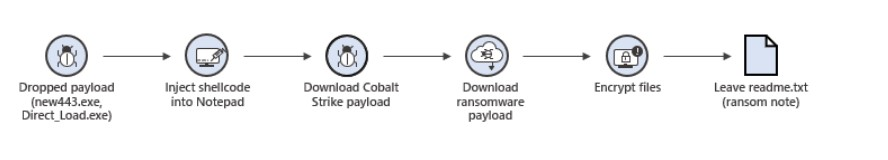 Dropped payload
(new443.exe,
Direct_Load.exe)
Inject shellcode
into Notepad
Download Cobalt
Strike payload
Download
ransomware
payload
Encrypt files
Leave readme.txt
(ransom note)